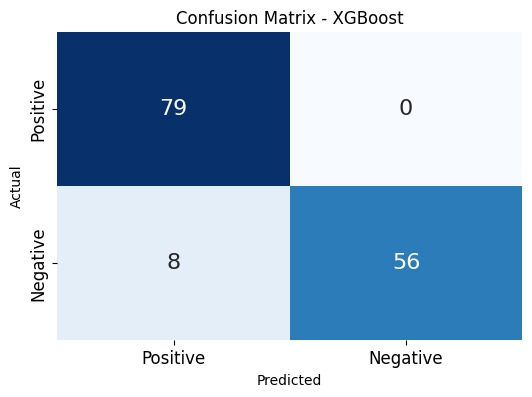 Confusion Matrix - XGBoost
Actual
Positive
79
0
Negative
8
56
Positive
Negative
Predicted